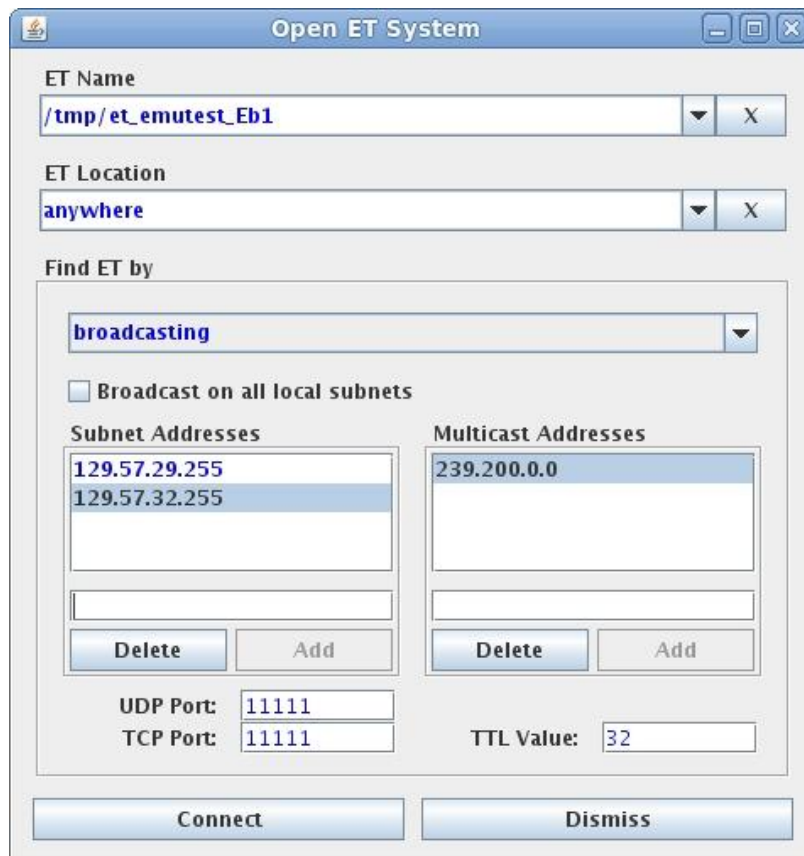 Open ET System
ET Name
/tmp/et_emutest_Eb1
X
ET Location
anywhere
X
Find ET by
broadcasting
Broadcast on all local subnets
Subnet Addresses
129.57.29.255
129.57.32.255
Delete
Add
Multicast Addresses
239.200.0.0
Delete
Add
UDP Port: 11111
TCP Port: 11111
TTL Value: 32
Connect
Dismiss